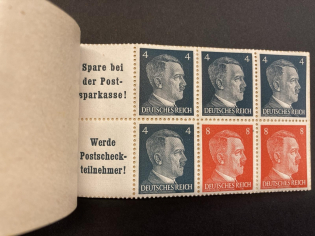 Spare bei
der Post-
sparkasse!
4 4 4
DEUTSCHES REICH DEUTSCHES REICH DEUTSCHES REICH
Werde
Postscheck-
teilnehmer!
4 8 8
DEUTSCHES REICH DEUTSCHES REICH DEUTSCHES REICH